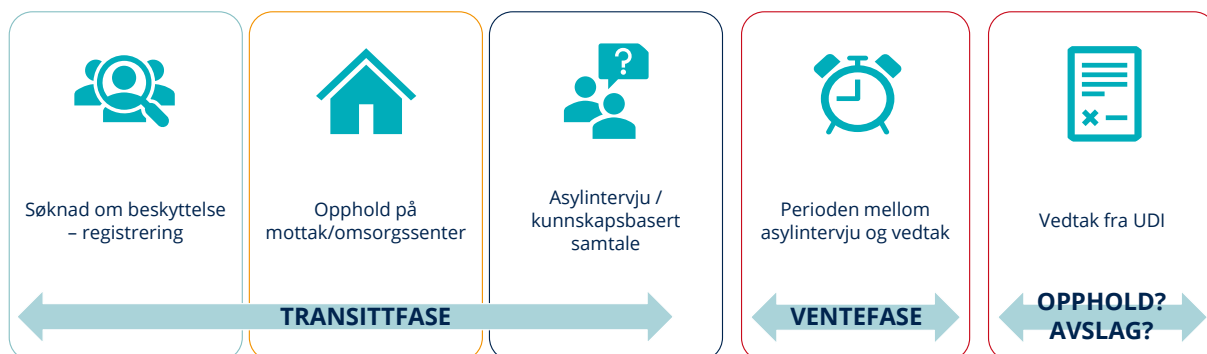 ?
Søknad om beskyttelse
– registrering
Opphold på
mottak/omsorgssenter
Asylintervju /
kunnskapsbasert
samtale
Perioden mellom
asylintervju og vedtak
Vedtak fra UDI
TRANSITTFASE
VENTEFASE
OPPHOLD?
AVSLAG?